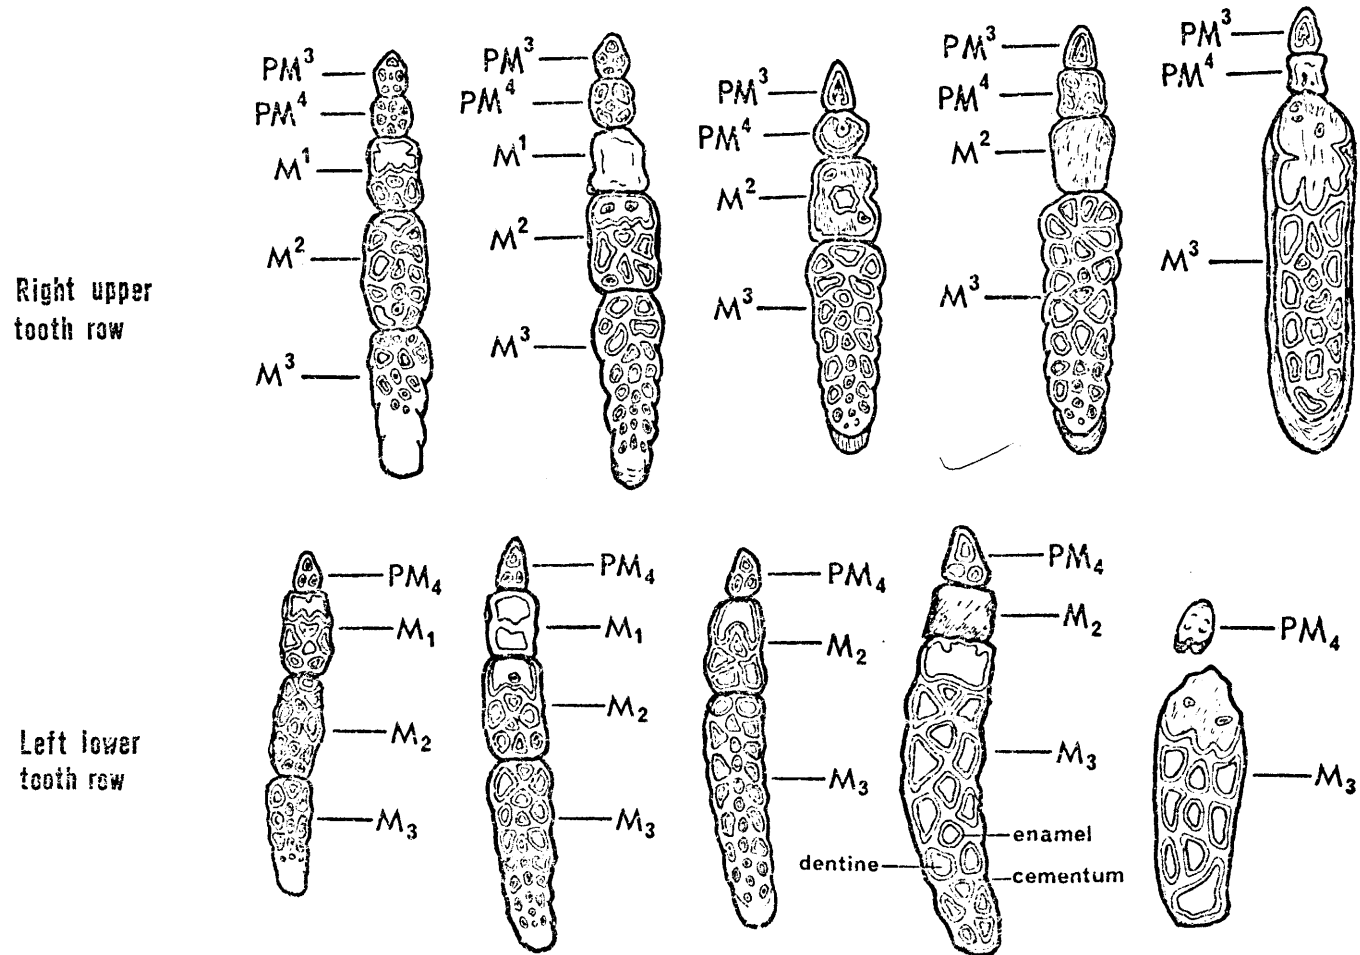 PM³
PM⁴
M¹
M²
M³
PM³
PM⁴
M¹
M²
M³
PM³
PM⁴
M²
M³
PM³
PM⁴
M²
M³
PM³
PM⁴
M³
Right upper
tooth row
PM₄
M₁
M₂
M₃
PM₄
M₁
M₂
M₃
PM₄
M₂
M₃
PM₄
M₂
M₃
enamel
dentine
cementum
PM₄
M₃
Left lower
tooth row